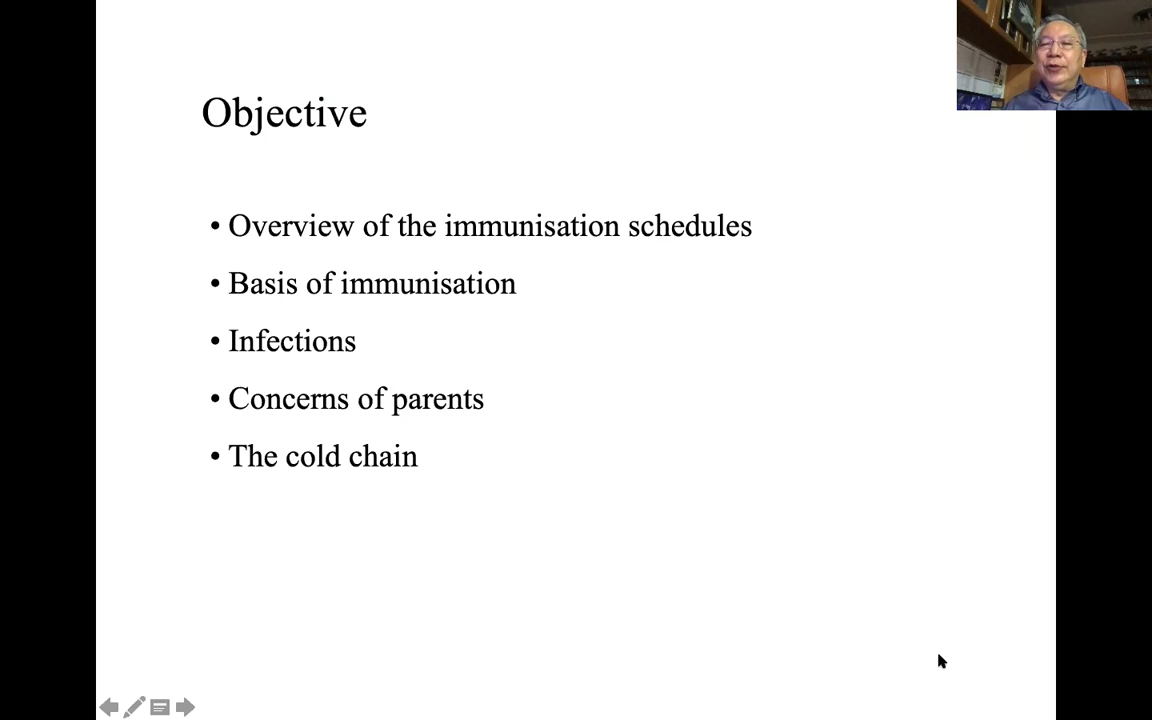 Objective
• Overview of the immunisation schedules
• Basis of immunisation
• Infections
• Concerns of parents
• The cold chain